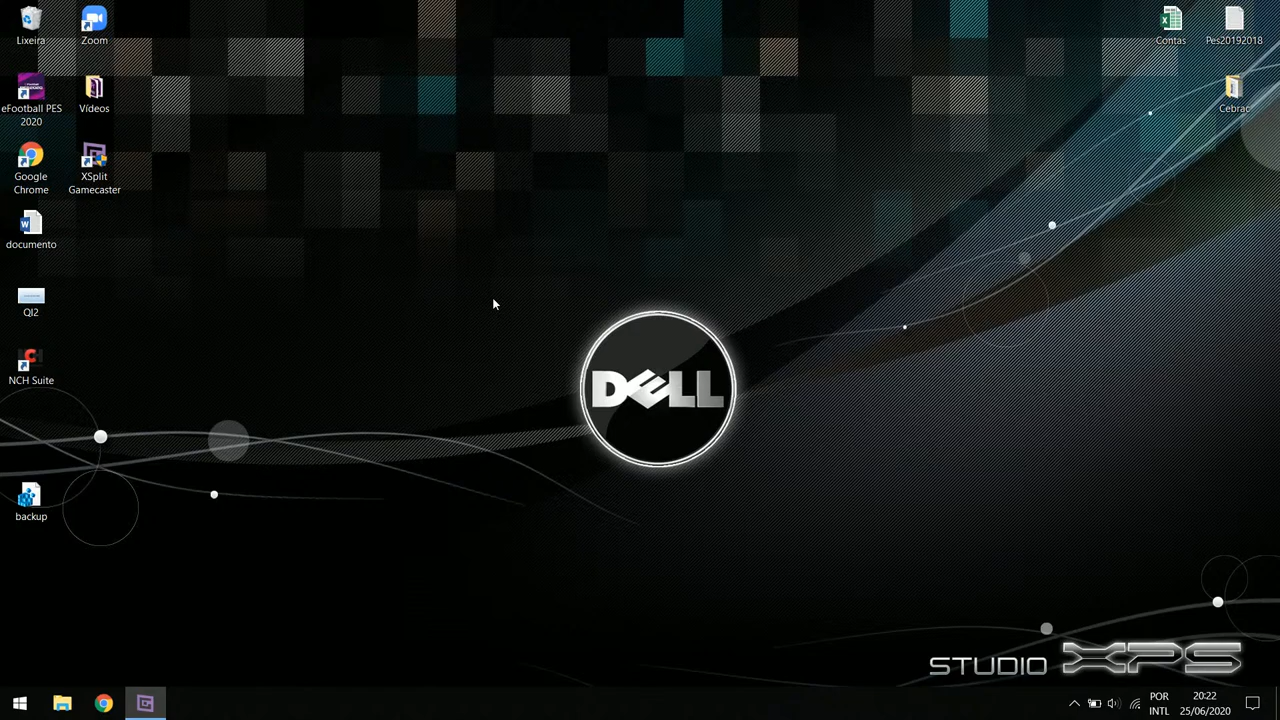 Lixeira
Zoom
eFootball PES
2020
Vídeos
Google
Chrome
XSplit
Gamecaster
documento
QI2
NCH Suite
backup
Contas
Pes20192018
Cebrac
DELL
STUDIO XPS
POR
INTL
20:22
25/06/2020